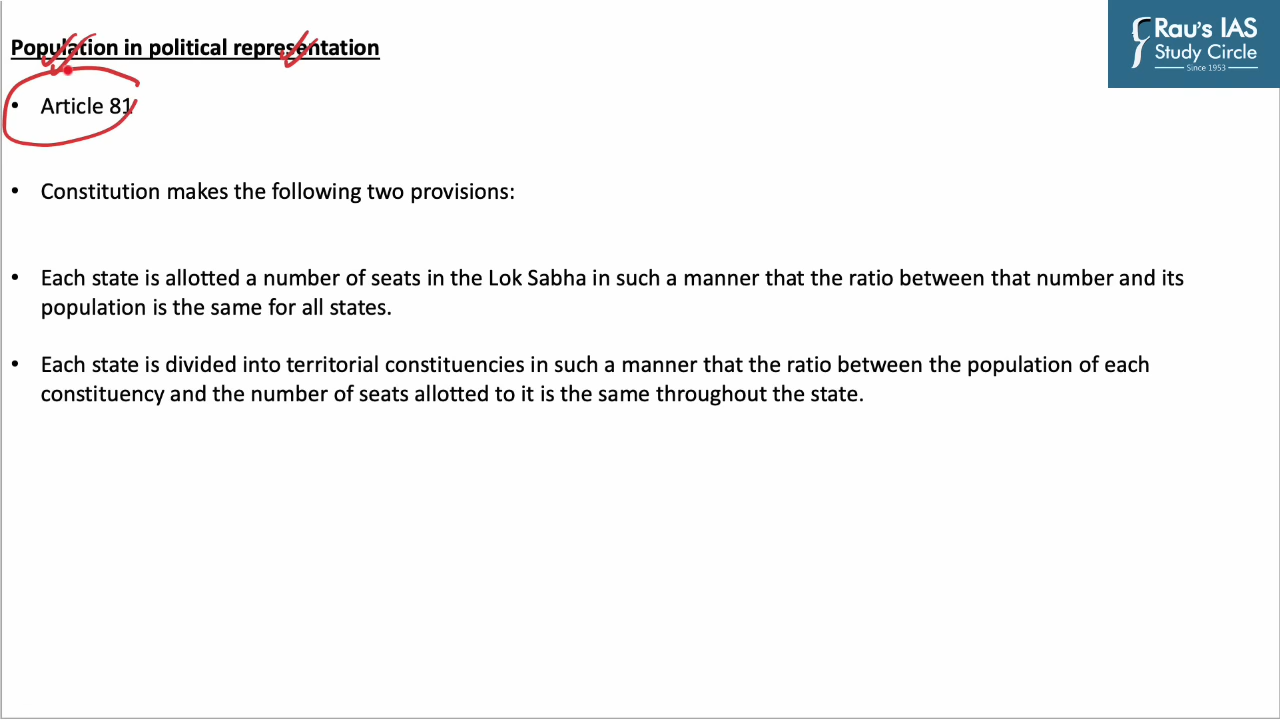 Rau's IAS
Study Circle
Since 1953
Population in political representation
• Article 81
• Constitution makes the following two provisions:
• Each state is allotted a number of seats in the Lok Sabha in such a manner that the ratio between that number and its
population is the same for all states.
• Each state is divided into territorial constituencies in such a manner that the ratio between the population of each
constituency and the number of seats allotted to it is the same throughout the state.